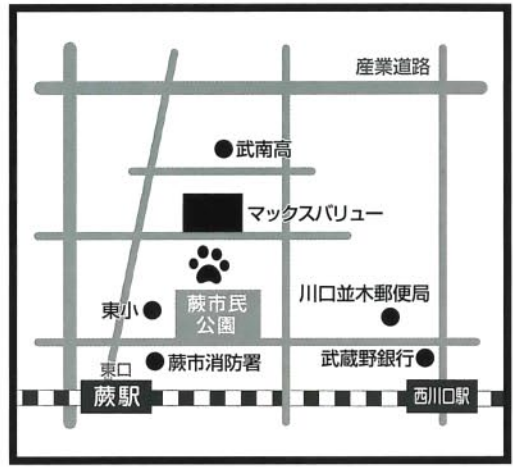 産業道路
武南高
マックスバリュー
川口並木郵便局
東小
蕨市民
公園
東口
蕨市消防署
武蔵野銀行
蕨駅
西川口駅